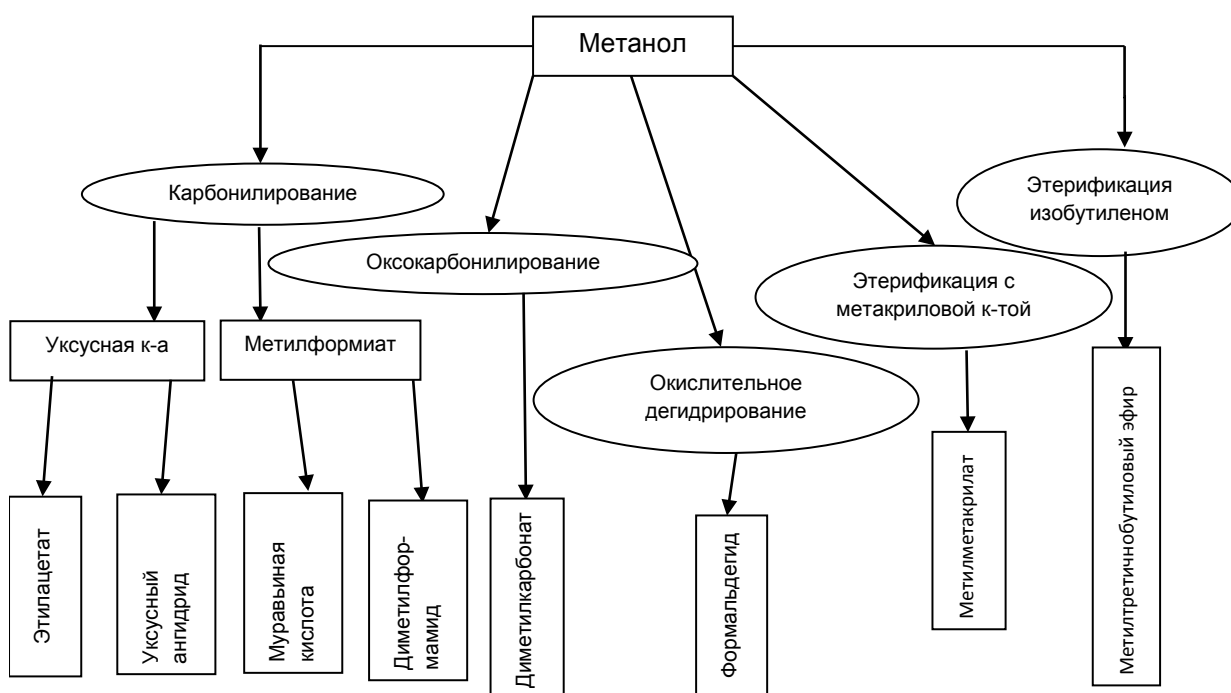 Метанол
Карбонилирование
Этерификация
изобутиленом
Оксокарбонилирование
Этерификация с
метакриловой к-той
Уксусная к-а
Метилформиат
Окислительное
дегидрирование
Этилацетат
Уксусный
ангидрид
Муравьиная
кислота
Диметилфор-
мамид
Диметилкарбонат
Формальдегид
Метилметакрилат
Метилтретичнобутиловый эфир